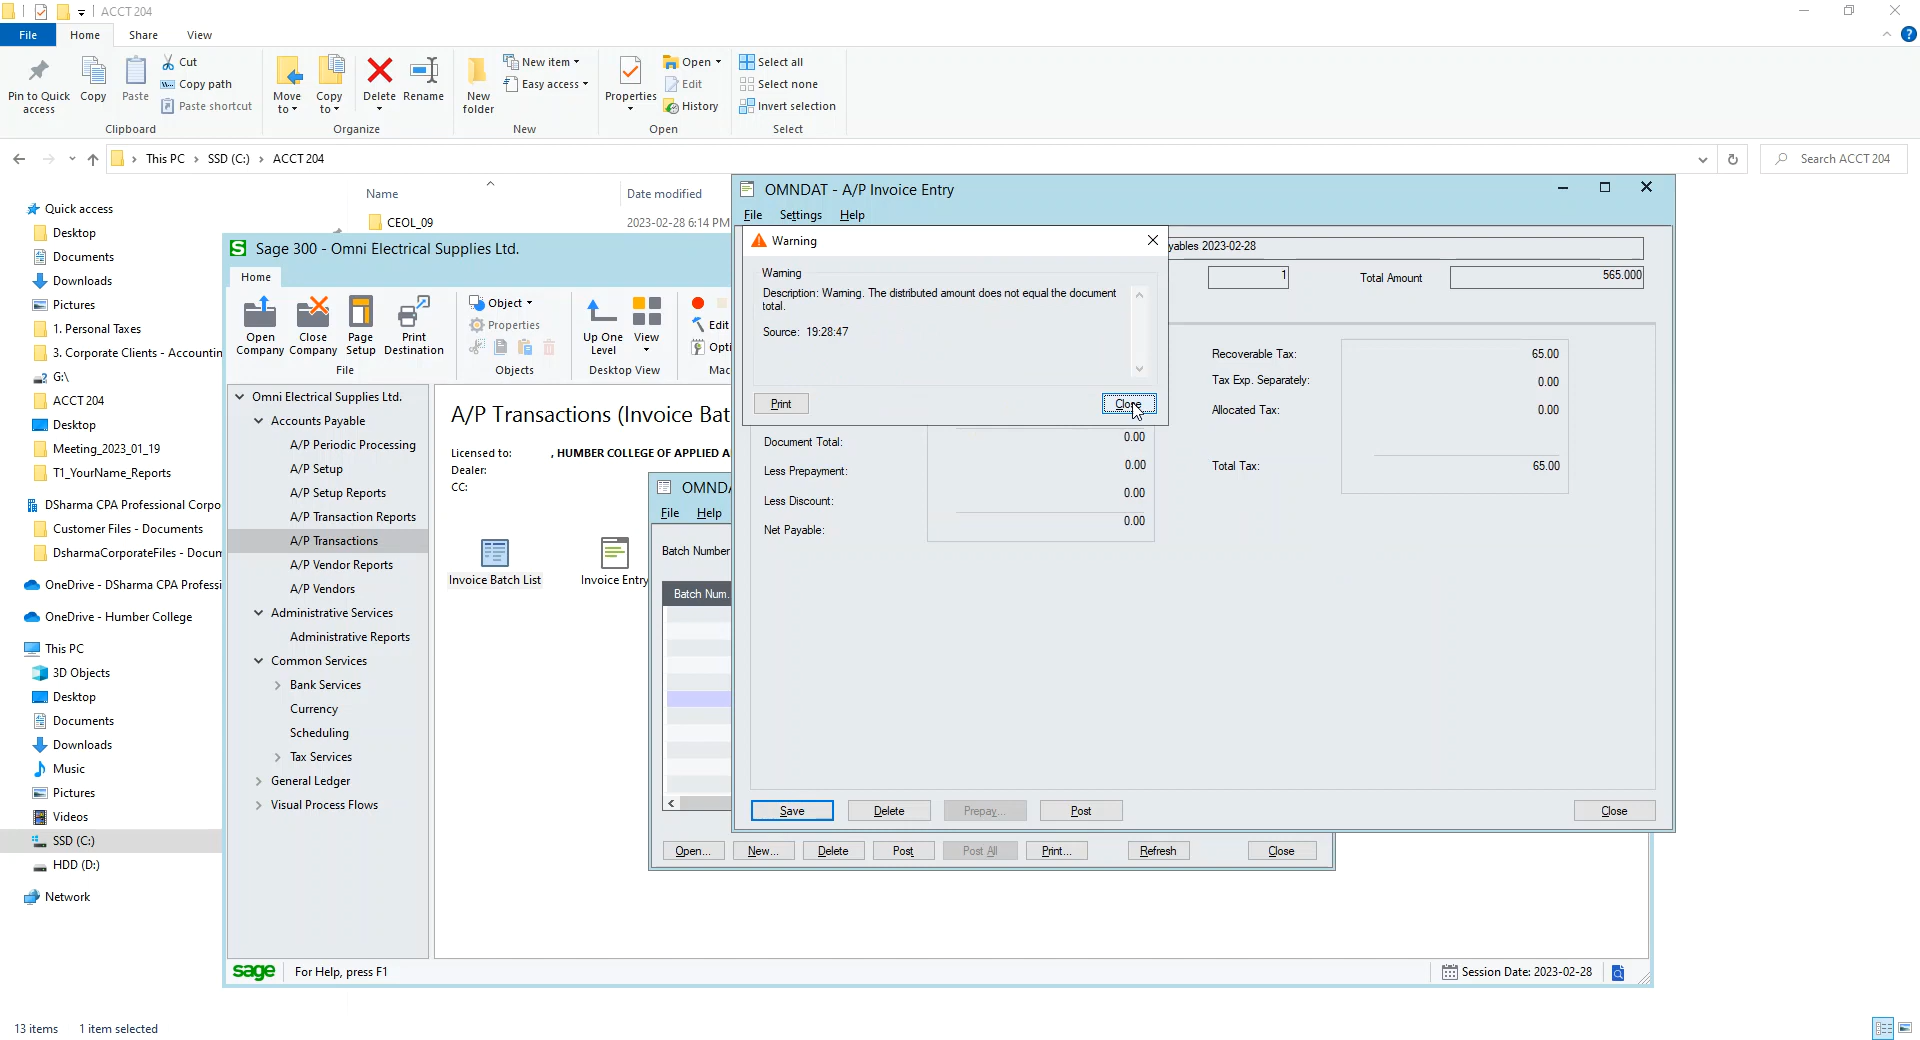 ACCT 204
File
Home
Share
View
Pin to Quick access
Copy
Paste
Cut
Copy path
Paste shortcut
Clipboard
Move to
Copy to
Delete
Rename
Organize
New folder
New item
Easy access
New
Properties
Open
Edit
History
Open
Select all
Select none
Invert selection
Select
This PC
SSD (C:)
ACCT 204
Search ACCT 204
Name
Date modified
CEOL_09
2023-02-28 6:14 PM
Quick access
Desktop
Documents
Downloads
Pictures
1. Personal Taxes
3. Corporate Clients - Accountin
G:\
ACCT 204
Desktop
Meeting_2023_01_19
T1_YourName_Reports
DSharma CPA Professional Corpo
Customer Files - Documents
DsharmaCorporateFiles - Docum
OneDrive - DSharma CPA Professi
OneDrive - Humber College
This PC
3D Objects
Desktop
Documents
Downloads
Music
Pictures
Videos
SSD (C:)
HDD (D:)
Network
13 items
1 item selected
Sage 300 - Omni Electrical Supplies Ltd.
Home
Open Company
Close Company
Page Setup
Print Destination
File
Object
Properties
Objects
Up One Level
View
Desktop View
Edit
Opti
Mac
Omni Electrical Supplies Ltd.
Accounts Payable
A/P Periodic Processing
A/P Setup
A/P Setup Reports
A/P Transaction Reports
A/P Transactions
A/P Vendor Reports
A/P Vendors
Administrative Services
Administrative Reports
Common Services
Bank Services
Currency
Scheduling
Tax Services
General Ledger
Visual Process Flows
A/P Transactions (Invoice Bat
Licensed to:
, HUMBER COLLEGE OF APPLIED A
Dealer:
CC:
Invoice Batch List
Invoice Entry
sage
For Help, press F1
Session Date: 2023-02-28
OMNDA
File
Help
Batch Number
Batch Num.
Open...
New...
Delete
Post
Post All
Print...
Refresh
Close
OMNDAT - A/P Invoice Entry
File
Settings
Help
yables 2023-02-28
1
Total Amount
565.000
Warning
Warning
Description: Warning. The distributed amount does not equal the document
total.
Source: 19:28:47
Print
Close
Recoverable Tax:
65.00
Tax Exp. Separately:
0.00
Allocated Tax:
0.00
Total Tax:
65.00
Document Total:
0.00
Less Prepayment:
0.00
Less Discount:
0.00
Net Payable:
0.00
Save
Delete
Prepay...
Post
Close